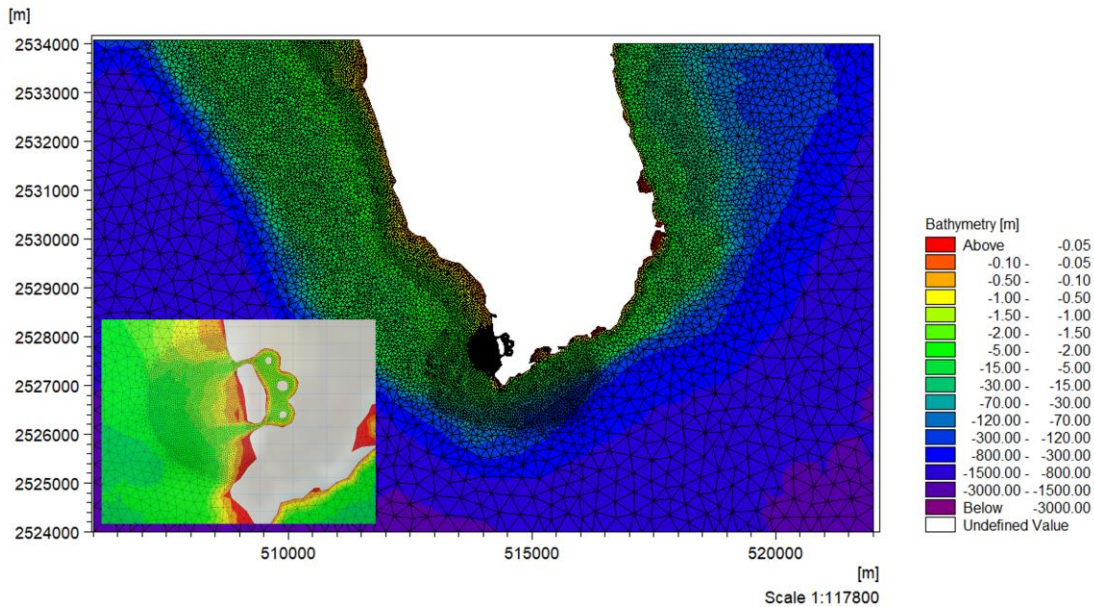 [m]
2534000
2533000
2532000
2531000
2530000
2529000
2528000
2527000
2526000
2525000
2524000
510000 515000 520000
[m]
Scale 1:117800
Bathymetry [m]
Above -0.05
-0.10 - -0.05
-0.50 - -0.10
-1.00 - -0.50
-1.50 - -1.00
-2.00 - -1.50
-5.00 - -2.00
-15.00 - -5.00
-30.00 - -15.00
-70.00 - -30.00
-120.00 - -70.00
-300.00 - -120.00
-800.00 - -300.00
-1500.00 - -800.00
-3000.00 - -1500.00
Below -3000.00
Undefined Value